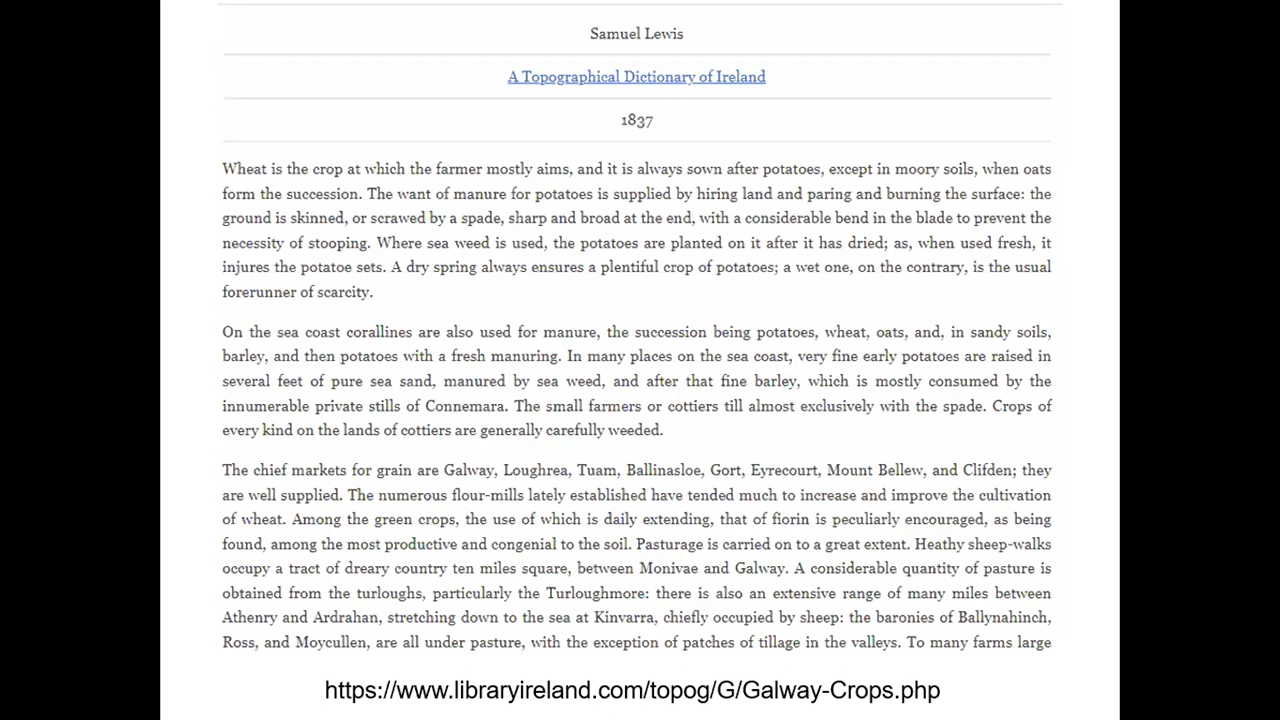 Samuel Lewis
A Topographical Dictionary of Ireland
1837
Wheat is the crop at which the farmer mostly aims, and it is always sown after potatoes, except in moory soils, when oats
form the succession. The want of manure for potatoes is supplied by hiring land and paring and burning the surface: the
ground is skinned, or scrawed by a spade, sharp and broad at the end, with a considerable bend in the blade to prevent the
necessity of stooping. Where sea weed is used, the potatoes are planted on it after it has dried; as, when used fresh, it
injures the potatoe sets. A dry spring always ensures a plentiful crop of potatoes; a wet one, on the contrary, is the usual
forerunner of scarcity.
On the sea coast corallines are also used for manure, the succession being potatoes, wheat, oats, and, in sandy soils,
barley, and then potatoes with a fresh manuring. In many places on the sea coast, very fine early potatoes are raised in
several feet of pure sea sand, manured by sea weed, and after that fine barley, which is mostly consumed by the
innumerable private stills of Connemara. The small farmers or cottiers till almost exclusively with the spade. Crops of
every kind on the lands of cottiers are generally carefully weeded.
The chief markets for grain are Galway, Loughrea, Tuam, Ballinasloe, Gort, Eyrecourt, Mount Bellew, and Clifden; they
are well supplied. The numerous flour-mills lately established have tended much to increase and improve the cultivation
of wheat. Among the green crops, the use of which is daily extending, that of fiorin is peculiarly encouraged, as being
found, among the most productive and congenial to the soil. Pasturage is carried on to a great extent. Heathy sheep-walks
occupy a tract of dreary country ten miles square, between Monivae and Galway. A considerable quantity of pasture is
obtained from the turloughs, particularly the Turloughmore: there is also an extensive range of many miles between
Athenry and Ardrahan, stretching down to the sea at Kinvarra, chiefly occupied by sheep: the baronies of Ballynahinch,
Ross, and Moycullen, are all under pasture, with the exception of patches of tillage in the valleys. To many farms large
https://www.libraryireland.com/topog/G/Galway-Crops.php